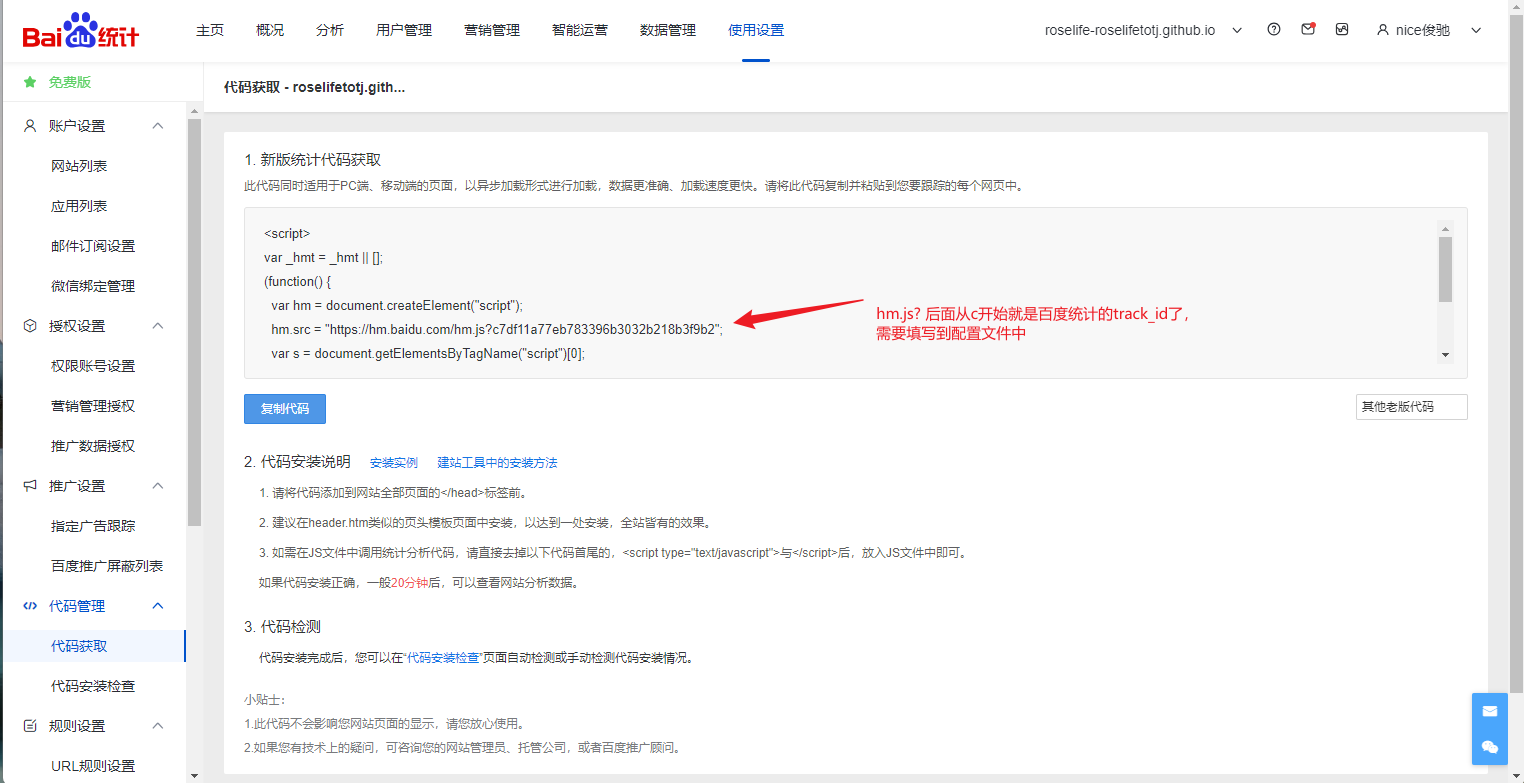 Bai du 统计
主页 概况 分析 用户管理 营销管理 智能运营 数据管理 使用设置
roselife-roselifetotj.github.io
nice俊驰
免费版
代码获取 - roselifetotj.gith...
账户设置
网站列表
应用列表
邮件订阅设置
微信绑定管理
授权设置
权限账号设置
营销管理授权
推广数据授权
推广设置
指定广告跟踪
百度推广屏蔽列表
代码管理
代码获取
代码安装检查
规则设置
URL规则设置
1. 新版统计代码获取
此代码同时适用于PC端、移动端的页面，以异步加载形式进行加载，数据更准确、加载速度更快。请将此代码复制并粘贴到您要跟踪的每个网页中。
<script>
var _hmt = _hmt || [];
(function() {
var hm = document.createElement("script");
hm.src = "https://hm.baidu.com/hm.js?c7df11a77eb783396b3032b218b3f9b2";
var s = document.getElementsByTagName("script")[0];
hm.js? 后面从c开始就是百度统计的track_id了，
需要填写到配置文件中
复制代码
其他老版代码
2. 代码安装说明 安装实例 建站工具中的安装方法
1. 请将代码添加到网站全部页面的</head>标签前。
2. 建议在header.htm类似的页头模板页面中安装，以达到一处安装，全站皆有的效果。
3. 如需在JS文件中调用统计分析代码，请直接去掉以下代码首尾的，<script type="text/javascript">与</script>后，放入JS文件中即可。
如果代码安装正确，一般20分钟后，可以查看网站分析数据。
3. 代码检测
代码安装完成后，您可以在“代码安装检查”页面自动检测或手动检测代码安装情况。
小贴士：
1.此代码不会影响您网站页面的显示，请您放心使用。
2.如果您有技术上的疑问，可咨询您的网站管理员、托管公司，或者百度推广顾问。